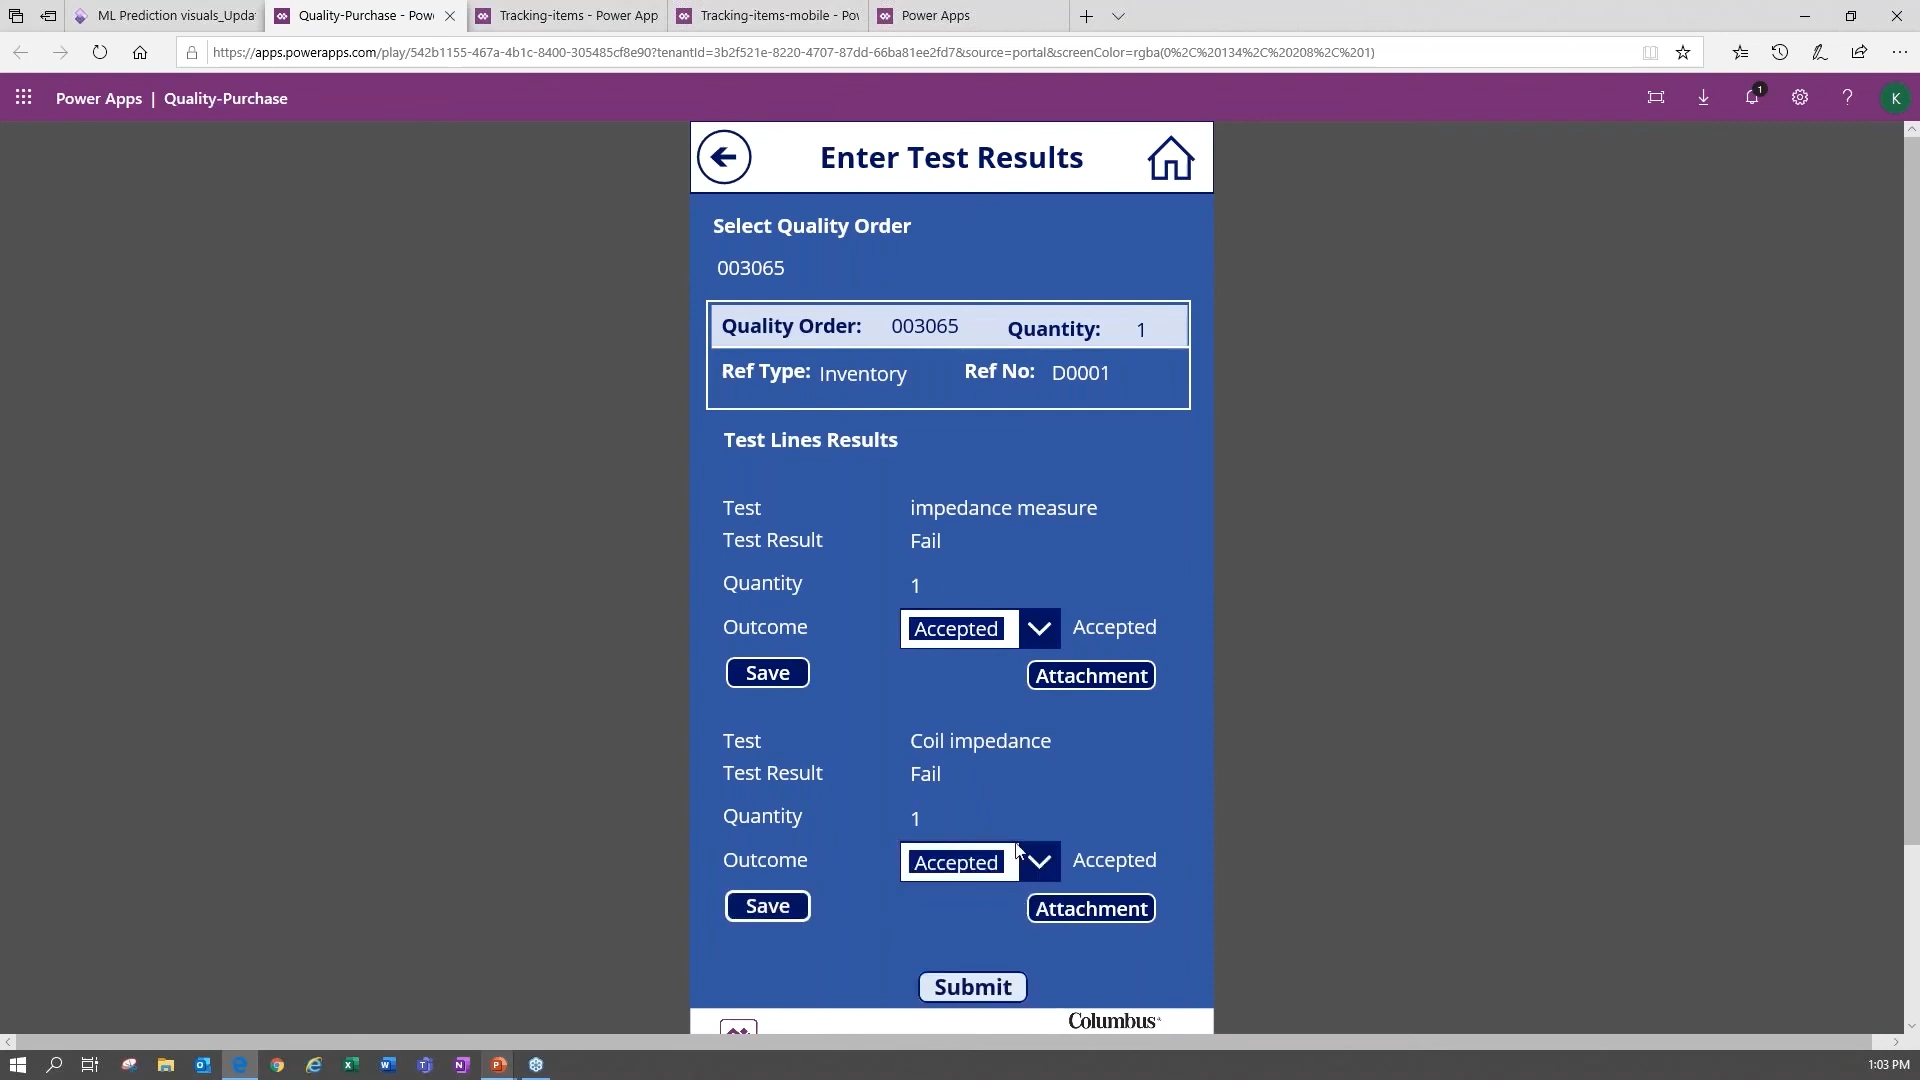 ML Prediction visuals_Upda
Quality-Purchase - Powe
Tracking-items - Power App
Tracking-items-mobile - Pow
Power Apps
https://apps.powerapps.com/play/542b1155-467a-4b1c-8400-305485cf8e90?tenantId=3b2f521e-8220-4707-87dd-66ba81ee2fd7&source=portal&screenColor=rgba(0%2C%20134%2C%20208%2C%201)
Power Apps | Quality-Purchase
1
?
K
Enter Test Results
Select Quality Order
003065
Quality Order: 003065 Quantity: 1
Ref Type: Inventory Ref No: D0001
Test Lines Results
Test impedance measure
Test Result Fail
Quantity 1
Outcome Accepted Accepted
Save Attachment
Test Coil impedance
Test Result Fail
Quantity 1
Outcome Accepted Accepted
Save Attachment
Submit
Columbus
1:03 PM